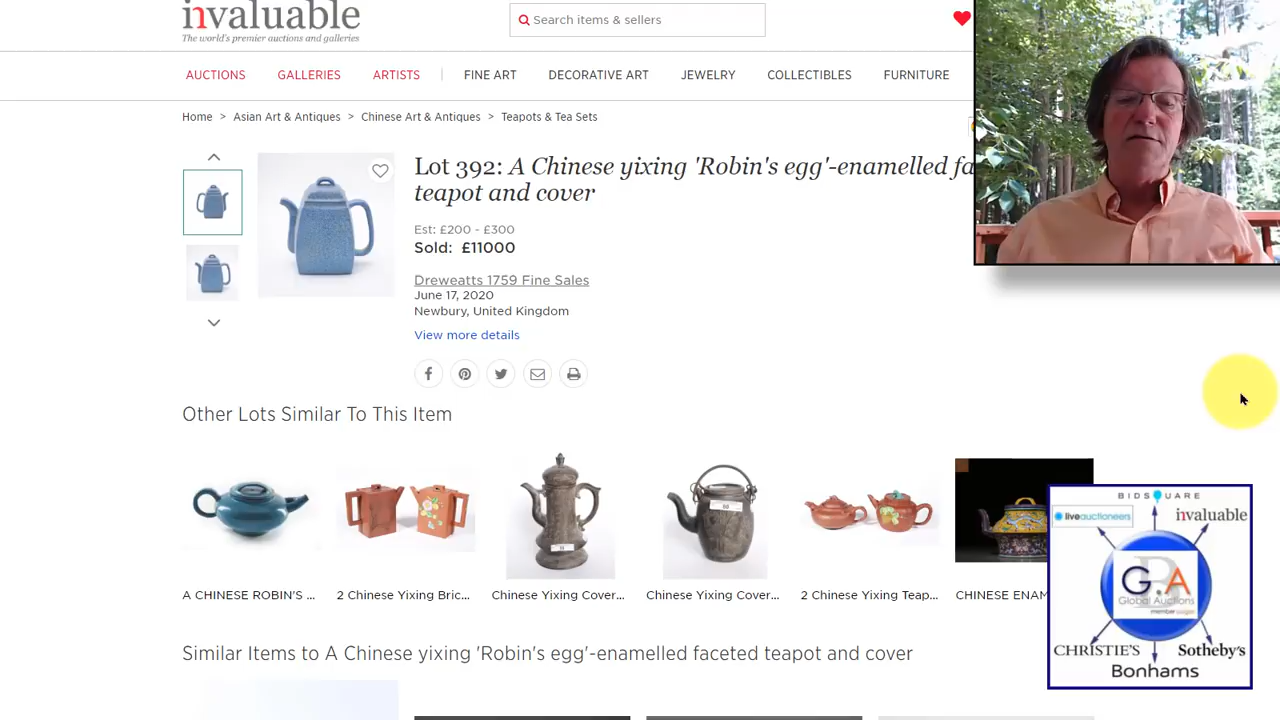 invaluable
The world's premier auctions and galleries
Search items & sellers
AUCTIONS GALLERIES ARTISTS FINE ART DECORATIVE ART JEWELRY COLLECTIBLES FURNITURE
Home > Asian Art & Antiques > Chinese Art & Antiques > Teapots & Tea Sets
Lot 392: A Chinese yixing 'Robin's egg'-enamelled fa
teapot and cover
Est: £200 - £300
Sold: £11000
Dreweatts 1759 Fine Sales
June 17, 2020
Newbury, United Kingdom
View more details
Other Lots Similar To This Item
A CHINESE ROBIN'S ...
2 Chinese Yixing Bric...
Chinese Yixing Cover...
Chinese Yixing Cover...
2 Chinese Yixing Teap...
CHINESE ENAM
Similar Items to A Chinese yixing 'Robin's egg'-enamelled faceted teapot and cover
BIDSQUARE
liveauctioneers
invaluable
BGA
Global Auctions
CHRISTIE'S
Sotheby's
Bonhams